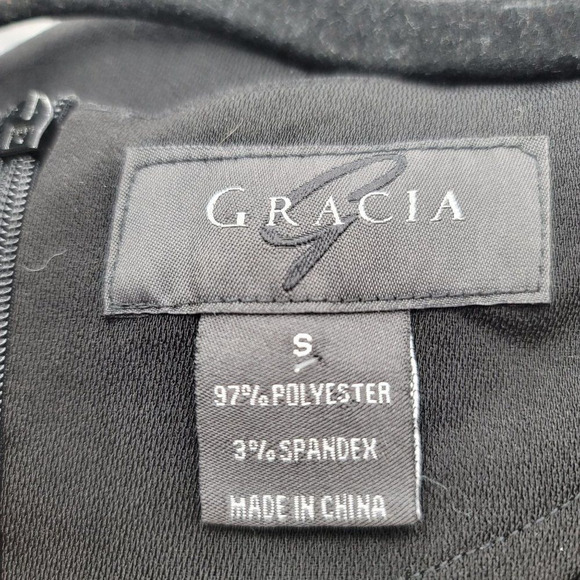 GRACIA
S
97% POLYESTER
3% SPANDEX
MADE IN CHINA